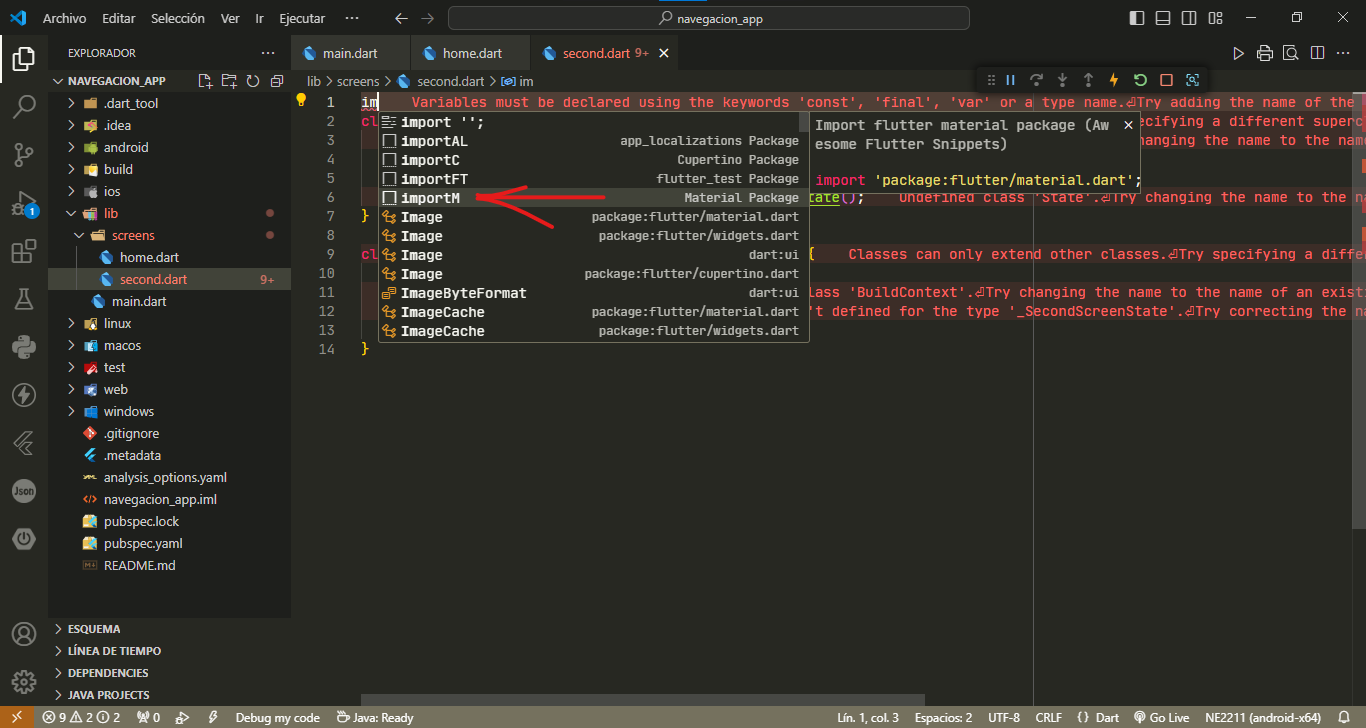 Archivo Editar Selección Ver Ir Ejecutar ··· navegacion_app
EXPLORADOR ···
main.dart home.dart second.dart 9+
NAVEGACION_APP
lib > screens > second.dart > im
.dart_tool
.idea
android
build
ios
lib
screens
home.dart
second.dart 9+
main.dart
linux
macos
test
web
windows
.gitignore
.metadata
analysis_options.yaml
navegacion_app.iml
pubspec.lock
pubspec.yaml
README.md
ESQUEMA
LÍNEA DE TIEMPO
DEPENDENCIES
JAVA PROJECTS
1
Json
1 im Variables must be declared using the keywords 'const', 'final', 'var' or a type name.⏎Try adding the name of the
2 cl ecifying a different superc
3 hanging the name to the name
4
5
6 tate(); Undefined class 'State'.⏎Try changing the name to the na
7 }
8
9 cl { Classes can only extend other classes.⏎Try specifying a differ
10
11 lass 'BuildContext'.⏎Try changing the name to the name of an exist
12 't defined for the type '_SecondScreenState'.⏎Try correcting the na
13
14 }
import '';
importAL app_localizations Package
importC Cupertino Package
importFT flutter_test Package
importM Material Package
Image package:flutter/material.dart
Image package:flutter/widgets.dart
Image dart:ui
Image package:flutter/cupertino.dart
ImageByteFormat dart:ui
ImageCache package:flutter/material.dart
ImageCache package:flutter/widgets.dart
Import flutter material package (Aw
esome Flutter Snippets)
import 'package:flutter/material.dart';
9 2 2 0 Debug my code Java: Ready Lín. 1, col. 3 Espacios: 2 UTF-8 CRLF {} Dart Go Live NE2211 (android-x64)